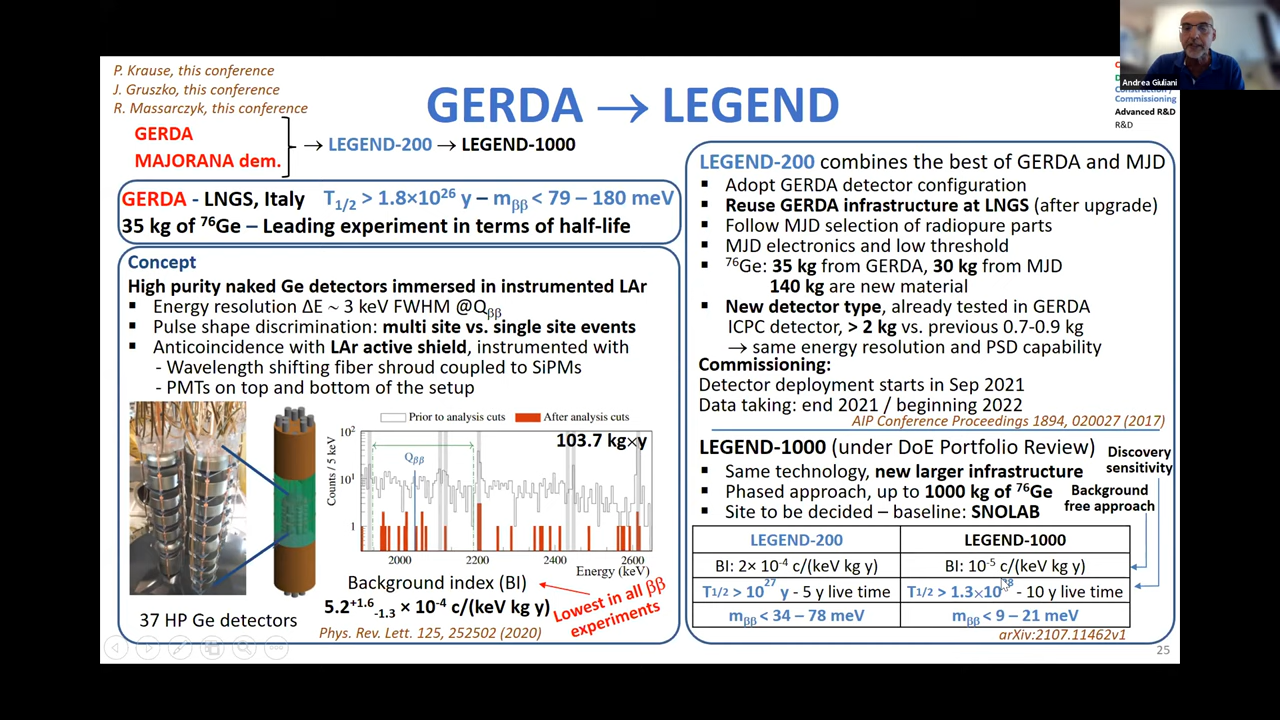 P. Krause, this conference
J. Gruszko, this conference
R. Massarczyk, this conference
GERDA → LEGEND
Andrea Giuliani
Commissioning
Advanced R&D
R&D
GERDA
MAJORANA dem.
→ LEGEND-200 → LEGEND-1000
GERDA - LNGS, Italy T1/2 > 1.8×10^26 y – mββ < 79 – 180 meV
35 kg of 76Ge – Leading experiment in terms of half-life
Concept
High purity naked Ge detectors immersed in instrumented LAr
▪ Energy resolution ΔE ~ 3 keV FWHM @Qββ
▪ Pulse shape discrimination: multi site vs. single site events
▪ Anticoincidence with LAr active shield, instrumented with
- Wavelength shifting fiber shroud coupled to SiPMs
- PMTs on top and bottom of the setup
37 HP Ge detectors
Prior to analysis cuts After analysis cuts
103.7 kg×y
Qββ
Counts / 5 keV
10^2
10^1
1
2000 2200 2400 2600
Energy (keV)
Background index (BI)
5.2+1.6-1.3 × 10^-4 c/(keV kg y)
Lowest in all ββ
experiments
Phys. Rev. Lett. 125, 252502 (2020)
LEGEND-200 combines the best of GERDA and MJD
▪ Adopt GERDA detector configuration
▪ Reuse GERDA infrastructure at LNGS (after upgrade)
▪ Follow MJD selection of radiopure parts
▪ MJD electronics and low threshold
▪ 76Ge: 35 kg from GERDA, 30 kg from MJD
140 kg are new material
▪ New detector type, already tested in GERDA
ICPC detector, > 2 kg vs. previous 0.7-0.9 kg
→ same energy resolution and PSD capability
Commissioning:
Detector deployment starts in Sep 2021
Data taking: end 2021 / beginning 2022
AIP Conference Proceedings 1894, 020027 (2017)
LEGEND-1000 (under DoE Portfolio Review)
▪ Same technology, new larger infrastructure
▪ Phased approach, up to 1000 kg of 76Ge
▪ Site to be decided – baseline: SNOLAB
Discovery
sensitivity
Background
free approach
LEGEND-200 LEGEND-1000
BI: 2× 10^-4 c/(keV kg y) BI: 10^-5 c/(keV kg y)
T1/2 > 10^27 y - 5 y live time T1/2 > 1.3×10^28 - 10 y live time
mββ < 34 – 78 meV mββ < 9 – 21 meV
arXiv:2107.11462v1
25